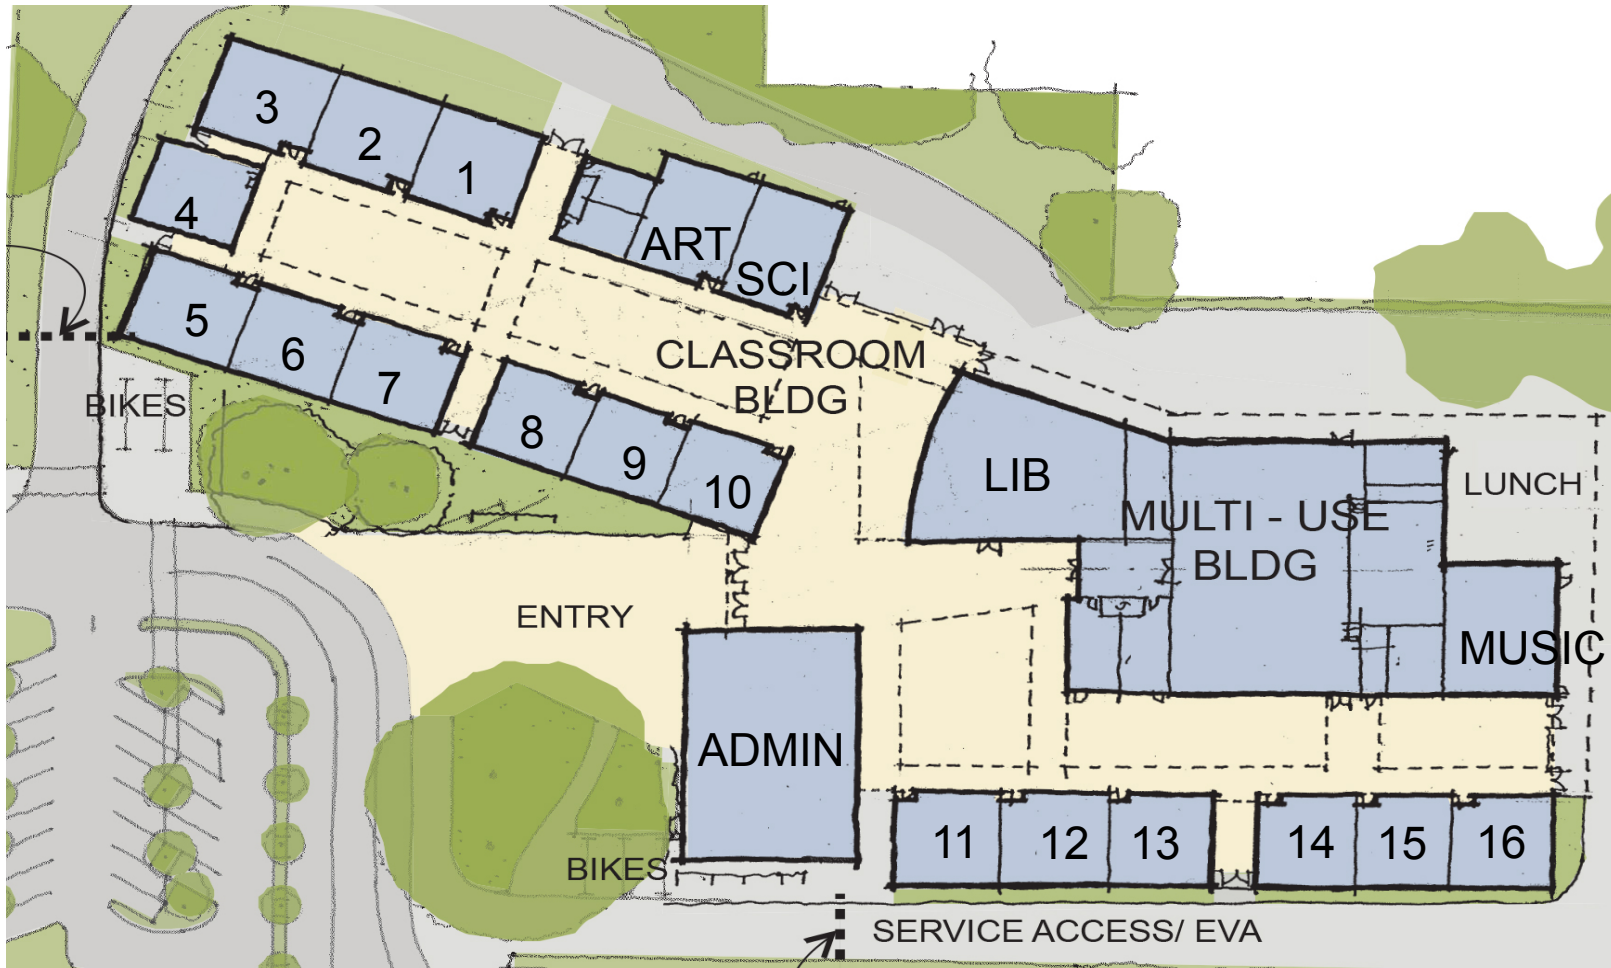 3
2
1
4
ART
SCI
5
6
7
CLASSROOM
BLDG
BIKES
8
9
10
LIB
LUNCH
MULTI - USE
BLDG
ENTRY
MUSIC
ADMIN
11
12
13
14
15
16
BIKES
SERVICE ACCESS/ EVA